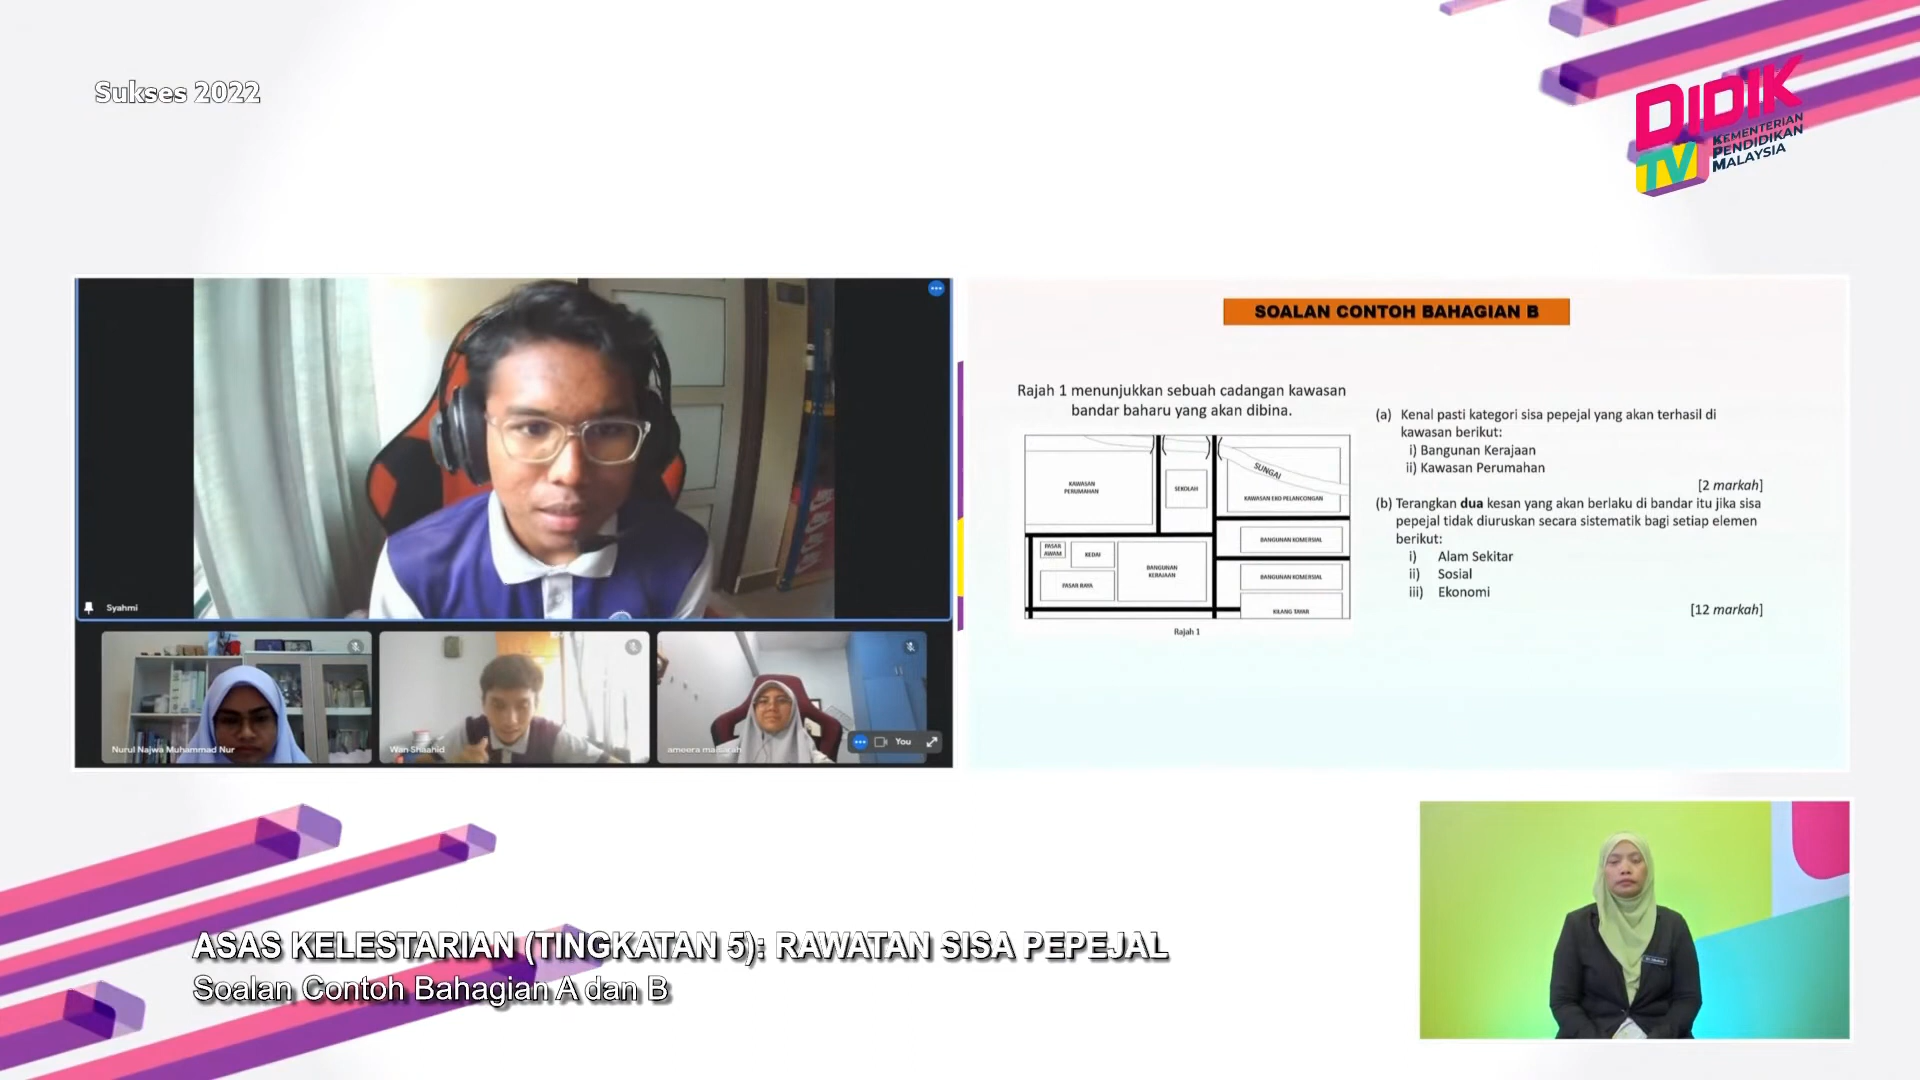 Sukses 2022
DIDIK
TV
KEMENTERIAN
PENDIDIKAN
MALAYSIA
Syahmi
Nurul Najwa Muhammad Nur
Wan Shaahid
ameera
You
SOALAN CONTOH BAHAGIAN B
Rajah 1 menunjukkan sebuah cadangan kawasan
bandar baharu yang akan dibina.
KAWASAN
PERUMAHAN
SEKOLAH
SUNGAI
KAWASAN EKO PELANCONGAN
PASAR
AWAM
KEDAI
PASAR RAYA
BANGUNAN
KERAJAAN
BANGUNAN KOMERSIAL
BANGUNAN KOMERSIAL
KILANG TAYAR
Rajah 1
(a) Kenal pasti kategori sisa pepejal yang akan terhasil di
kawasan berikut:
i) Bangunan Kerajaan
ii) Kawasan Perumahan
[2 markah]
(b) Terangkan dua kesan yang akan berlaku di bandar itu jika sisa
pepejal tidak diuruskan secara sistematik bagi setiap elemen
berikut:
i) Alam Sekitar
ii) Sosial
iii) Ekonomi
[12 markah]
ASAS KELESTARIAN (TINGKATAN 5): RAWATAN SISA PEPEJAL
Soalan Contoh Bahagian A dan B